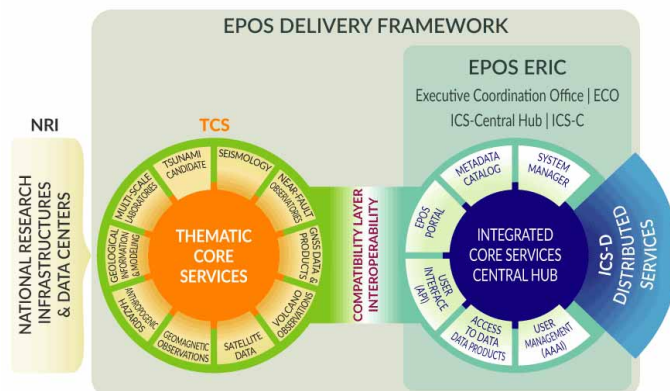 EPOS DELIVERY FRAMEWORK
EPOS ERIC
Executive Coordination Office | ECO
ICS-Central Hub | ICS-C
NRI
NATIONAL RESEARCH
INFRASTRUCTURES
& DATA CENTERS
TCS
TSUNAMI
CANDIDATE
SEISMOLOGY
NEAR-FAULT
OBSERVATORIES
GNSS DATA &
PRODUCTS
VOLCANO
OBSERVATIONS
SATELLITE
DATA
GEOMAGNETIC
OBSERVATIONS
ANTHROPOGENIC
HAZARDS
GEOLOGICAL
INFORMATION
& MODELING
MULTI-SCALE
LABORATORIES
THEMATIC
CORE
SERVICES
COMPATIBILITY LAYER
INTEROPERABILITY
METADATA
CATALOG
SYSTEM
MANAGER
EPOS
PORTAL
USER
INTERFACE
(API)
ACCESS
TO DATA
DATA PRODUCTS
USER
MANAGEMENT
(AAAI)
INTEGRATED
CORE SERVICES
CENTRAL HUB
ICS-D
DISTRIBUTED
SERVICES